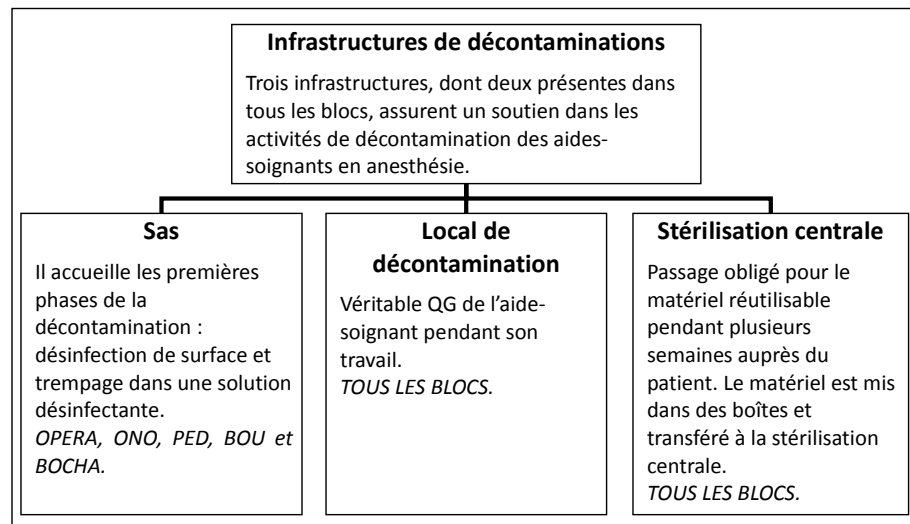 Infrastructures de décontaminations
Trois infrastructures, dont deux présentes dans
tous les blocs, assurent un soutien dans les
activités de décontamination des aides-
soignants en anesthésie.
Sas
Il accueille les premières
phases de la
décontamination :
désinfection de surface et
trempage dans une solution
désinfectante.
OPERA, ONO, PED, BOU et
BOCHA.
Local de
décontamination
Véritable QG de l’aide-
soignant pendant son
travail.
TOUS LES BLOCS.
Stérilisation centrale
Passage obligé pour le
matériel réutilisable
pendant plusieurs
semaines auprès du
patient. Le matériel est mis
dans des boîtes et
transféré à la stérilisation
centrale.
TOUS LES BLOCS.